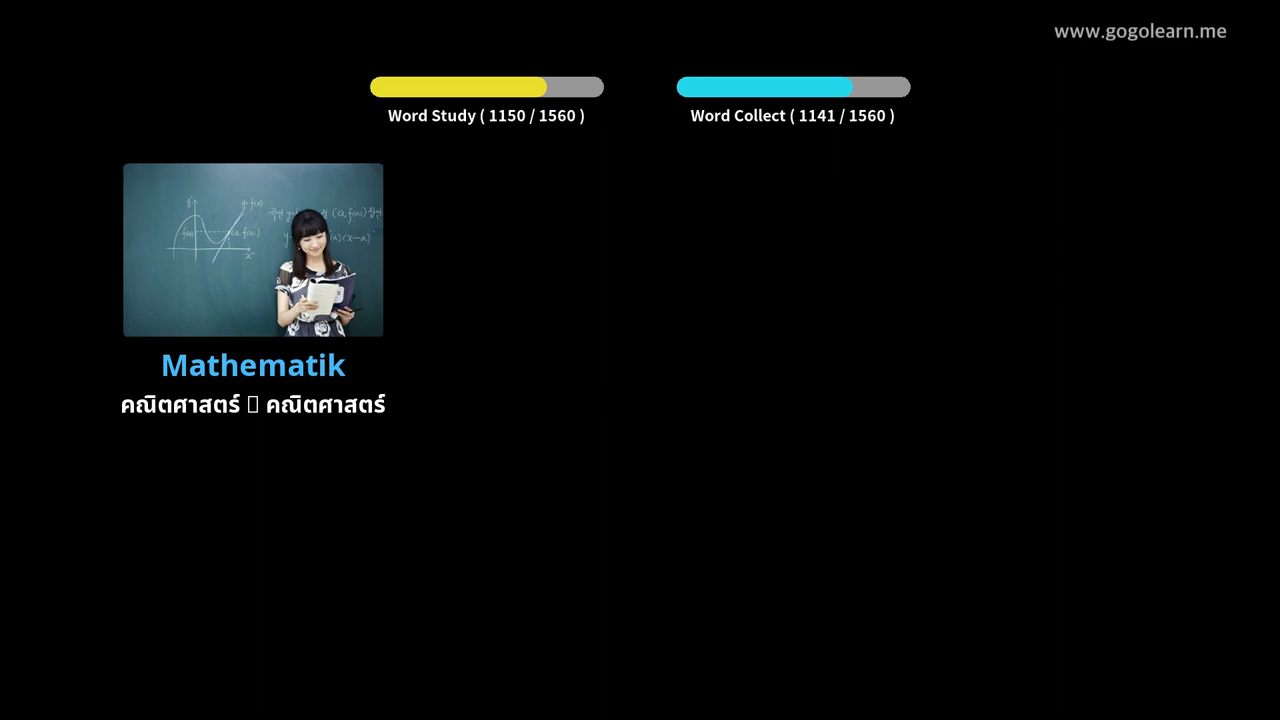 www.gogolearn.me
Word Study ( 1150 / 1560 )
Word Collect ( 1141 / 1560 )
y=f(x)
f(a)
(a, f(a))
x
Mathematik
คณิตศาสตร์ ▯ คณิตศาสตร์